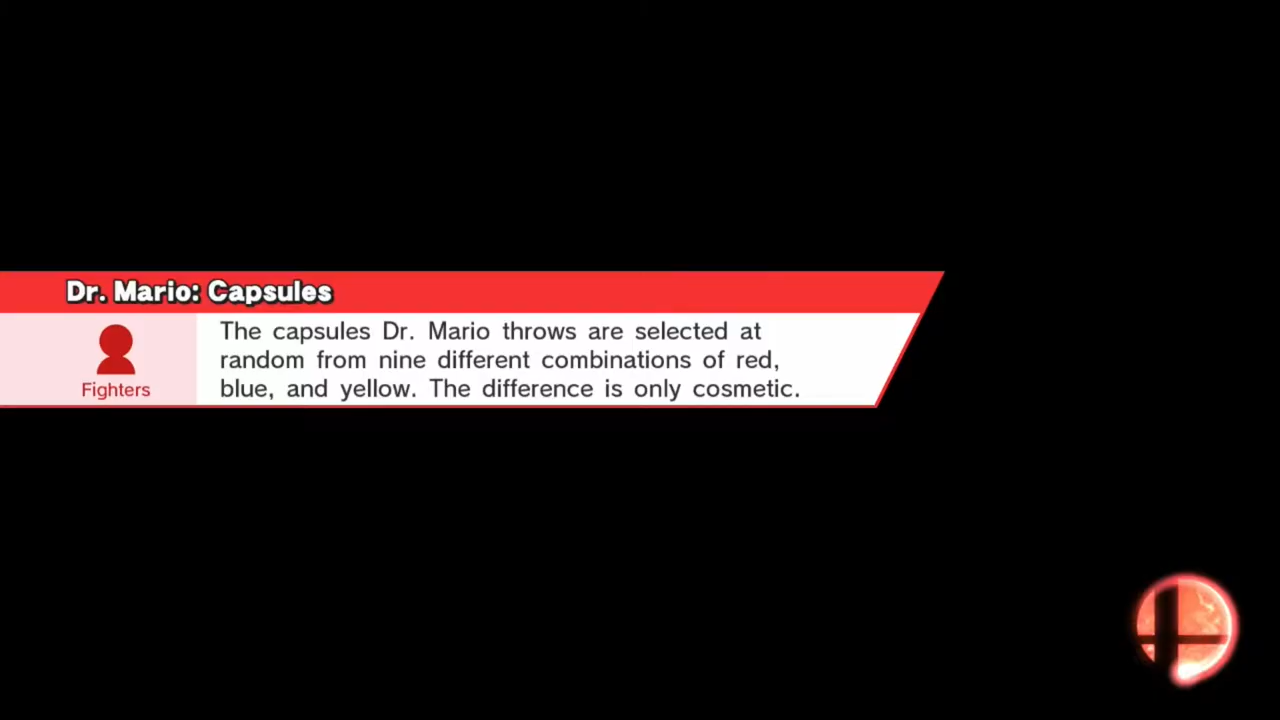 Dr. Mario: Capsules
The capsules Dr. Mario throws are selected at
random from nine different combinations of red,
blue, and yellow. The difference is only cosmetic.
Fighters